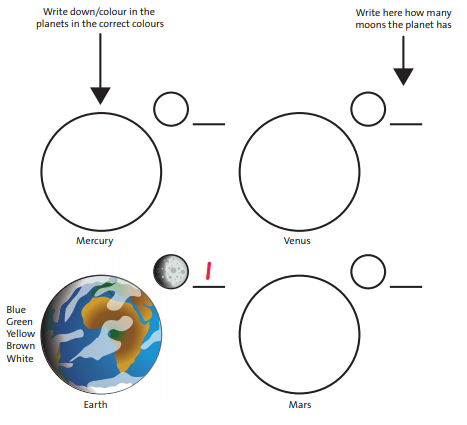 Write down/colour in the
planets in the correct colours
Write here how many
moons the planet has
Mercury
Venus
1
Blue
Green
Yellow
Brown
White
Earth
Mars